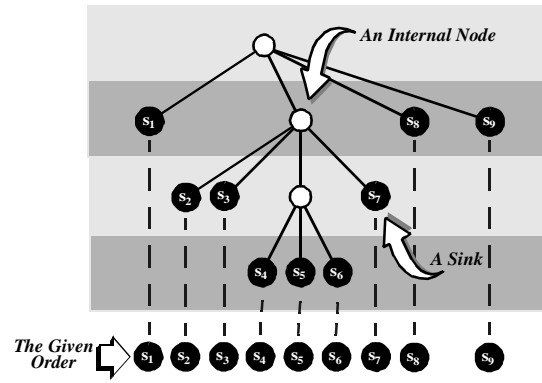 An Internal Node
s1 s8 s9
s2 s3 s7
s4 s5 s6
A Sink
The Given
Order
s1 s2 s3 s4 s5 s6 s7 s8 s9